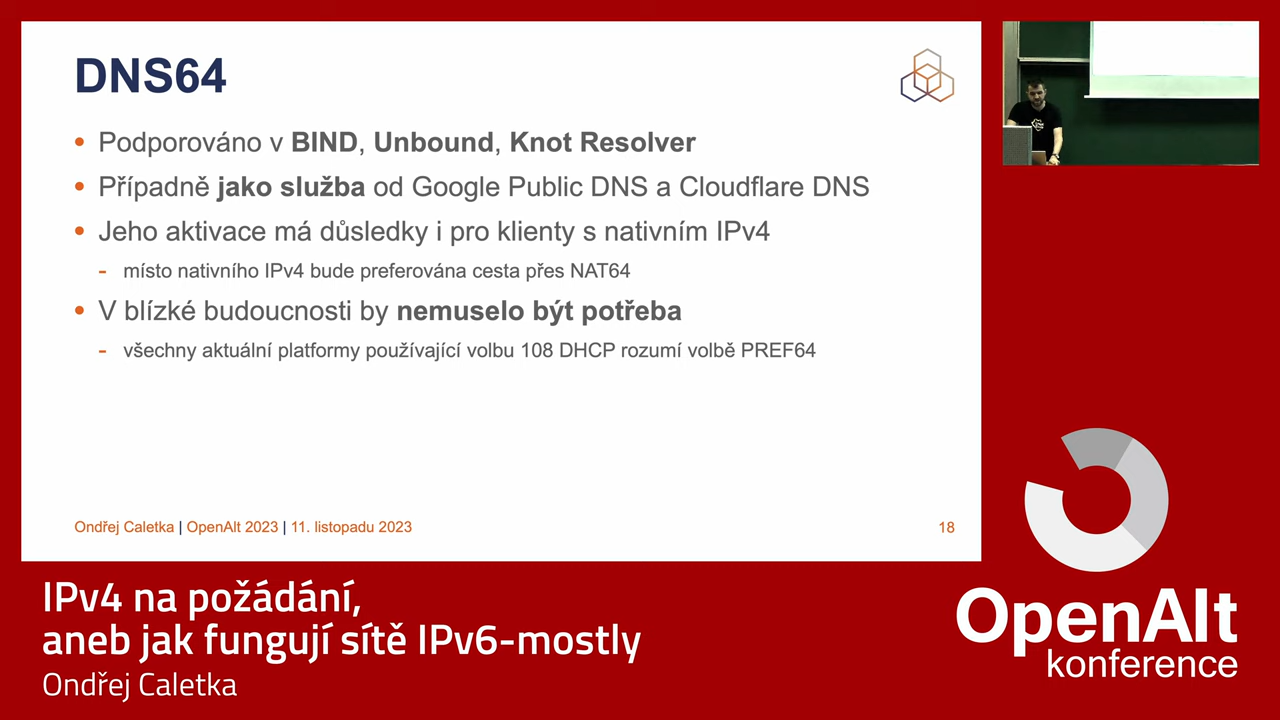 DNS64
• Podporováno v BIND, Unbound, Knot Resolver
• Případně jako služba od Google Public DNS a Cloudflare DNS
• Jeho aktivace má důsledky i pro klienty s nativním IPv4
- místo nativního IPv4 bude preferována cesta přes NAT64
• V blízké budoucnosti by nemuselo být potřeba
- všechny aktuální platformy používající volbu 108 DHCP rozumí volbě PREF64
Ondřej Caletka | OpenAlt 2023 | 11. listopadu 2023
18
IPv4 na požádání,
aneb jak fungují sítě IPv6-mostly
Ondřej Caletka
OpenAlt
konference